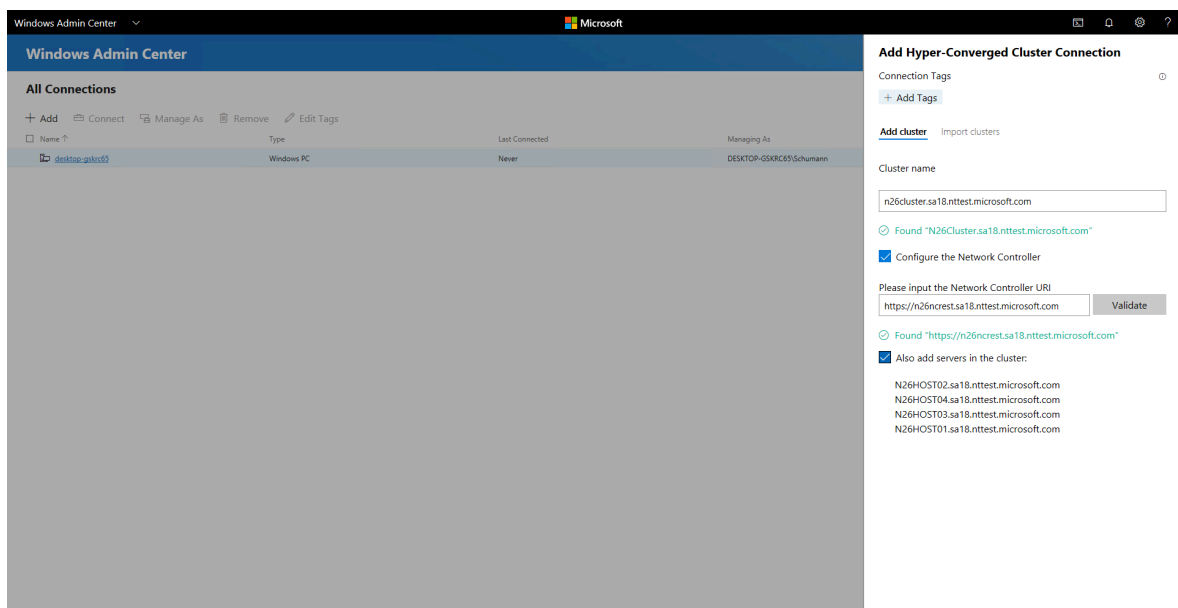 Windows Admin Center
Microsoft
Windows Admin Center
All Connections
Add Connect Manage As Remove Edit Tags
Name Type Last Connected Managing As
desktop-gskrc65 Windows PC Never DESKTOP-GSKRC65\Schumann
Add Hyper-Converged Cluster Connection
Connection Tags
Add Tags
Add cluster Import clusters
Cluster name
n26cluster.sa18.nttest.microsoft.com
Found "N26Cluster.sa18.nttest.microsoft.com"
Configure the Network Controller
Please input the Network Controller URI
https://n26ncrest.sa18.nttest.microsoft.com Validate
Found "https://n26ncrest.sa18.nttest.microsoft.com"
Also add servers in the cluster:
N26HOST02.sa18.nttest.microsoft.com
N26HOST04.sa18.nttest.microsoft.com
N26HOST03.sa18.nttest.microsoft.com
N26HOST01.sa18.nttest.microsoft.com